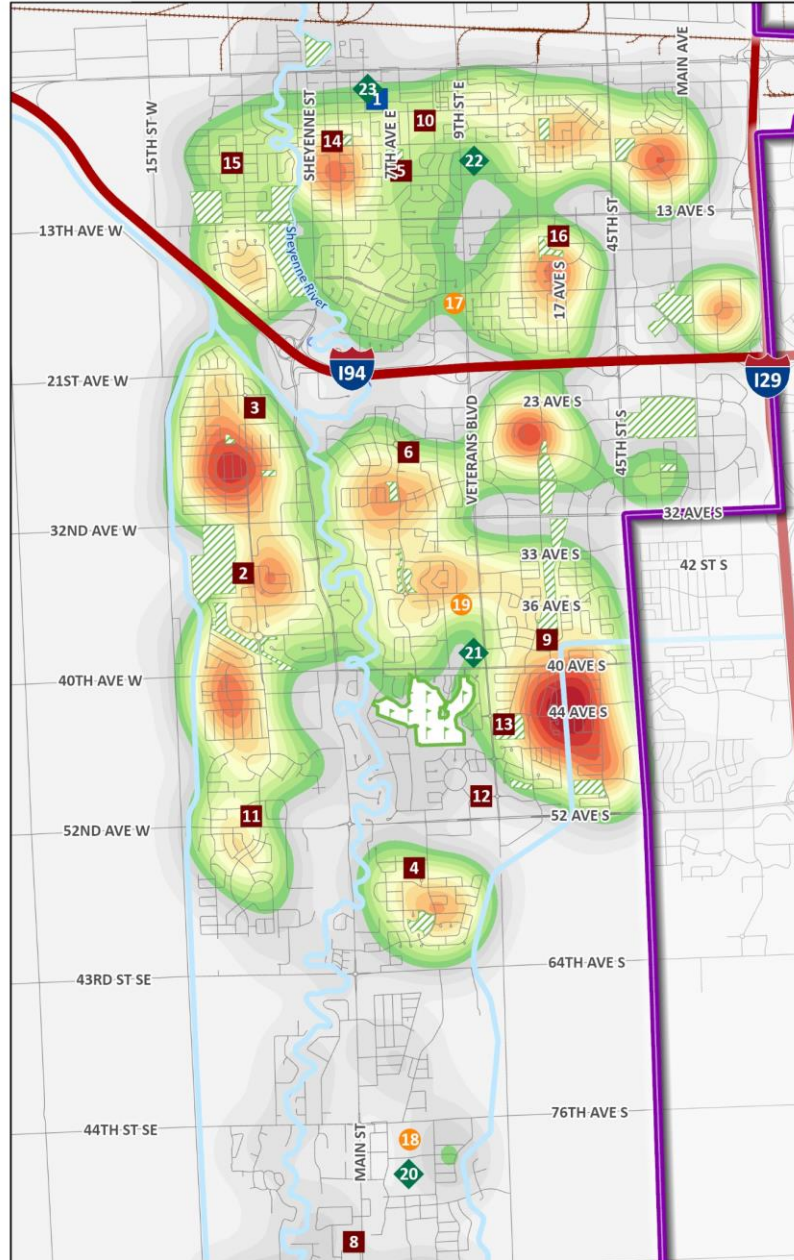 MAIN AVE
23
1
SHEYENNE ST
7TH AVE E
10
9TH ST E
15TH ST W
15
14
5
22
13 AVE S
45TH ST
13TH AVE W
Sheyenne River
16
17 AVE S
17
I94
I29
21ST AVE W
3
VETERANS BLVD
23 AVE S
45TH ST S
6
32 AVE S
32ND AVE W
33 AVE S
42 ST S
2
19
36 AVE S
9
21
40 AVE S
40TH AVE W
44 AVE S
13
12
11
52 AVE S
52ND AVE W
4
64TH AVE S
43RD ST SE
76TH AVE S
44TH ST SE
MAIN ST
18
20
8